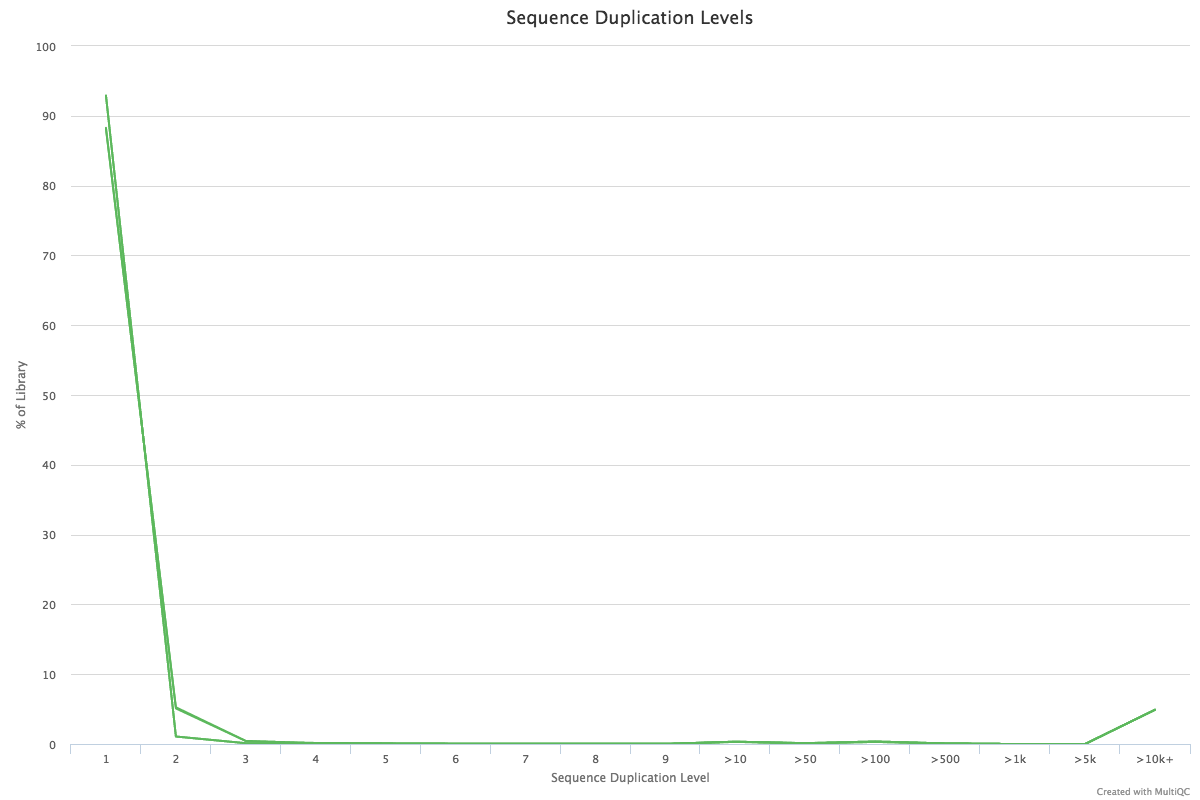 Sequence Duplication Levels
100
90
80
70
60
50
40
30
20
10
0
% of Library
1 2 3 4 5 6 7 8 9 >10 >50 >100 >500 >1k >5k >10k+
Sequence Duplication Level
Created with MultiQC